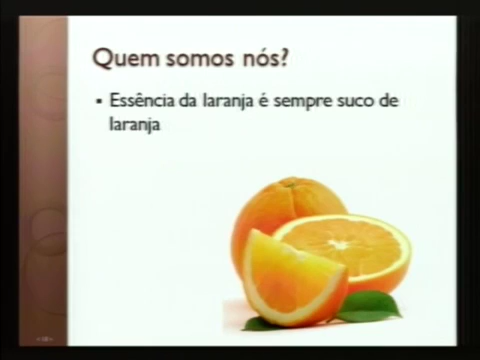 Quem somos nós?
▪ Essência da laranja é sempre suco de
laranja